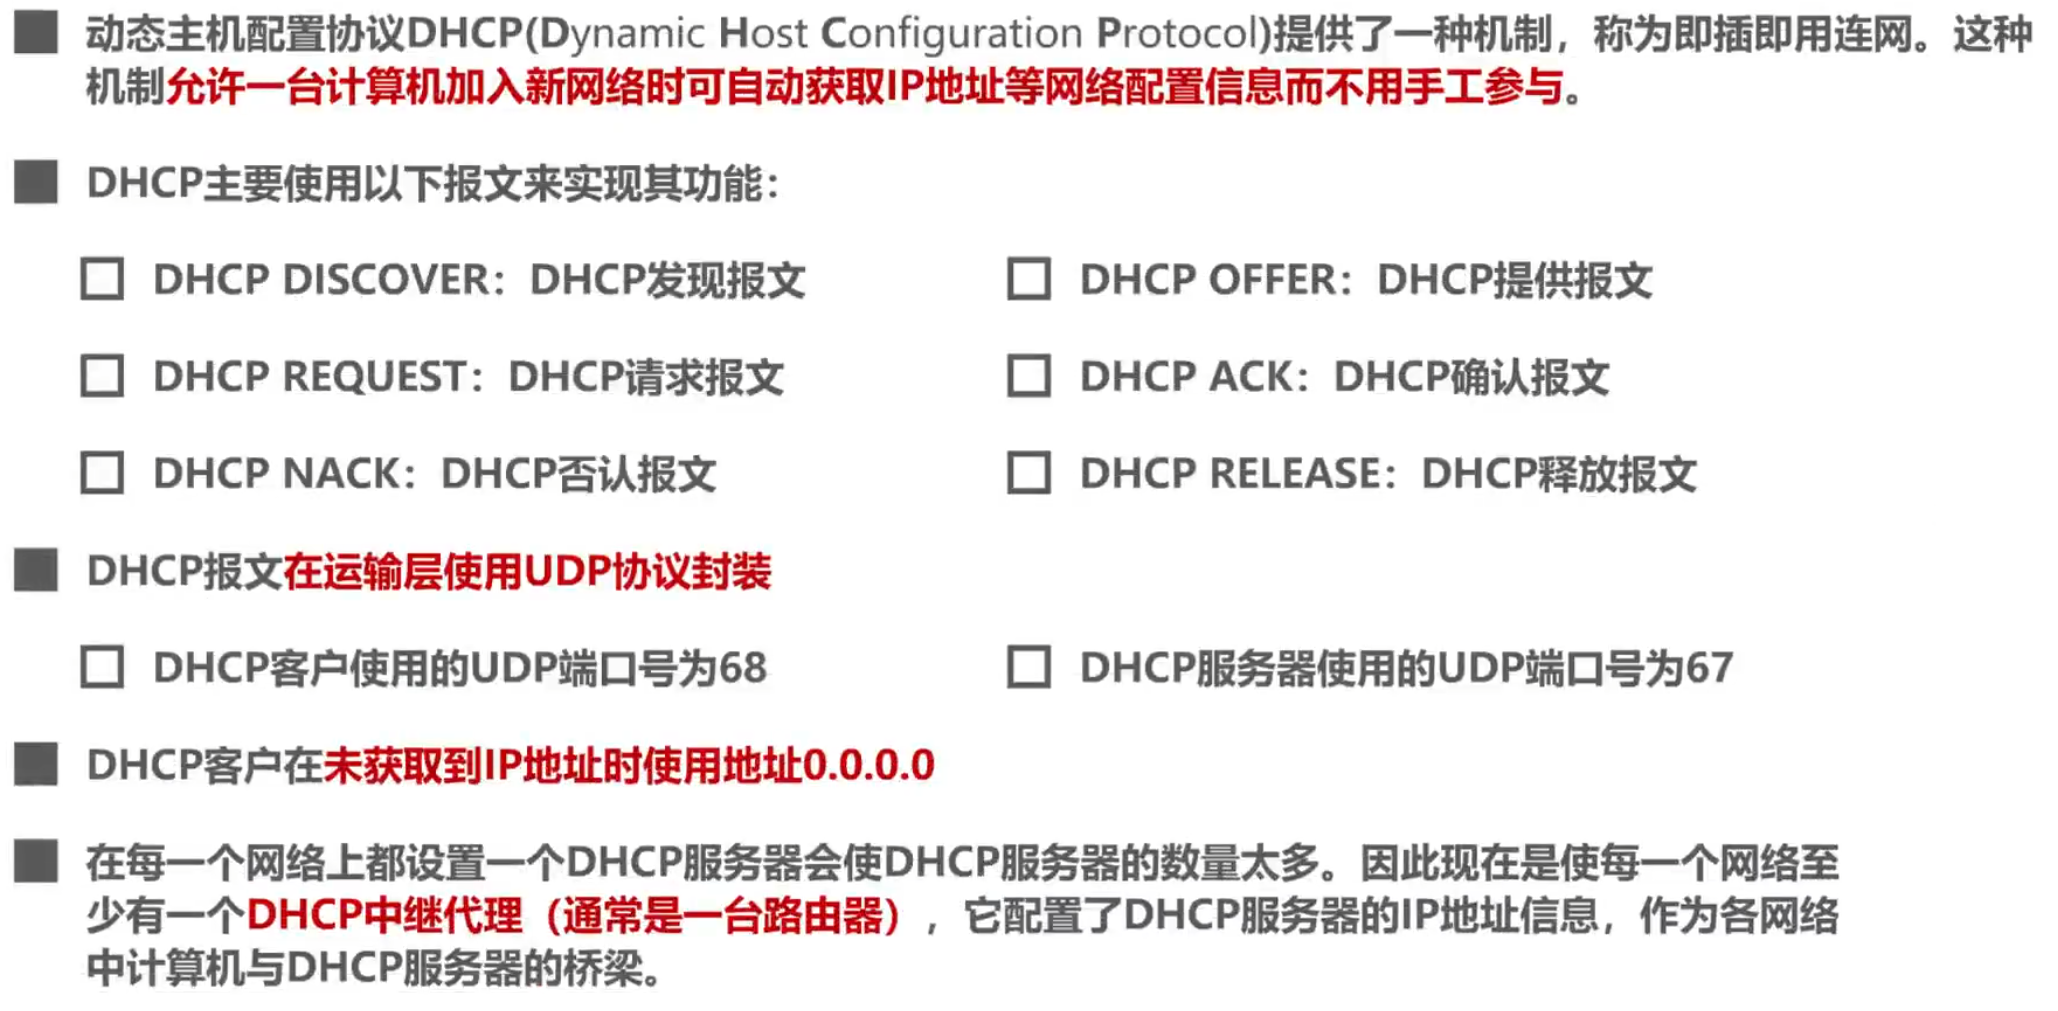 动态主机配置协议DHCP(Dynamic Host Configuration Protocol)提供了一种机制，称为即插即用连网。这种
机制允许一台计算机加入新网络时可自动获取IP地址等网络配置信息而不用手工参与。
DHCP主要使用以下报文来实现其功能：
DHCP DISCOVER：DHCP发现报文
DHCP OFFER：DHCP提供报文
DHCP REQUEST：DHCP请求报文
DHCP ACK：DHCP确认报文
DHCP NACK：DHCP否认报文
DHCP RELEASE：DHCP释放报文
DHCP报文在运输层使用UDP协议封装
DHCP客户使用的UDP端口号为68
DHCP服务器使用的UDP端口号为67
DHCP客户在未获取到IP地址时使用地址0.0.0.0
在每一个网络上都设置一个DHCP服务器会使DHCP服务器的数量太多。因此现在是使每一个网络至
少有一个DHCP中继代理（通常是一台路由器），它配置了DHCP服务器的IP地址信息，作为各网络
中计算机与DHCP服务器的桥梁。